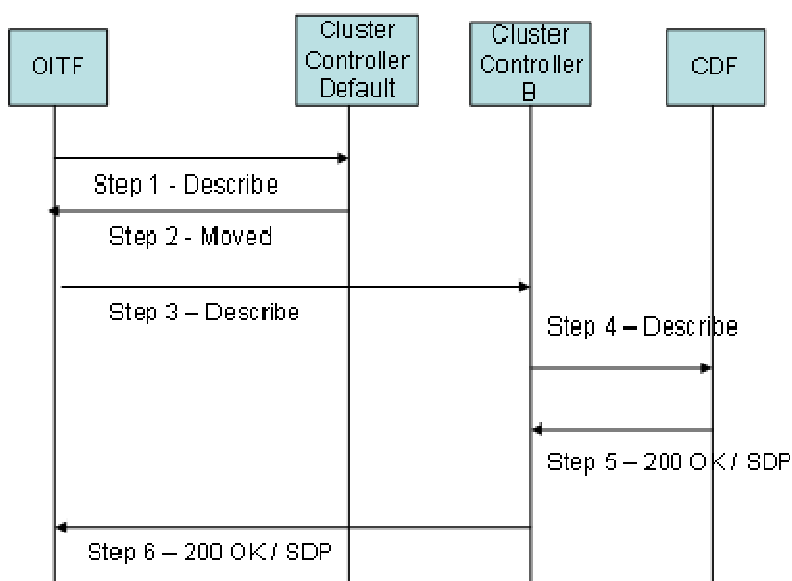 OITF
Cluster
Controller
Default
Cluster
Controller
B
CDF
Step 1 - Describe
Step 2 - Moved
Step 3 – Describe
Step 4 – Describe
Step 5 – 200 OK / SDP
Step 6 – 200 OK / SDP